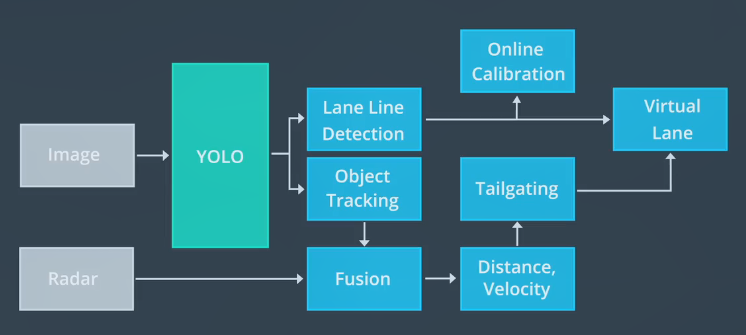 Online
Calibration
Lane Line
Detection
Virtual
Lane
Image
YOLO
Object
Tracking
Tailgating
Radar
Fusion
Distance,
Velocity